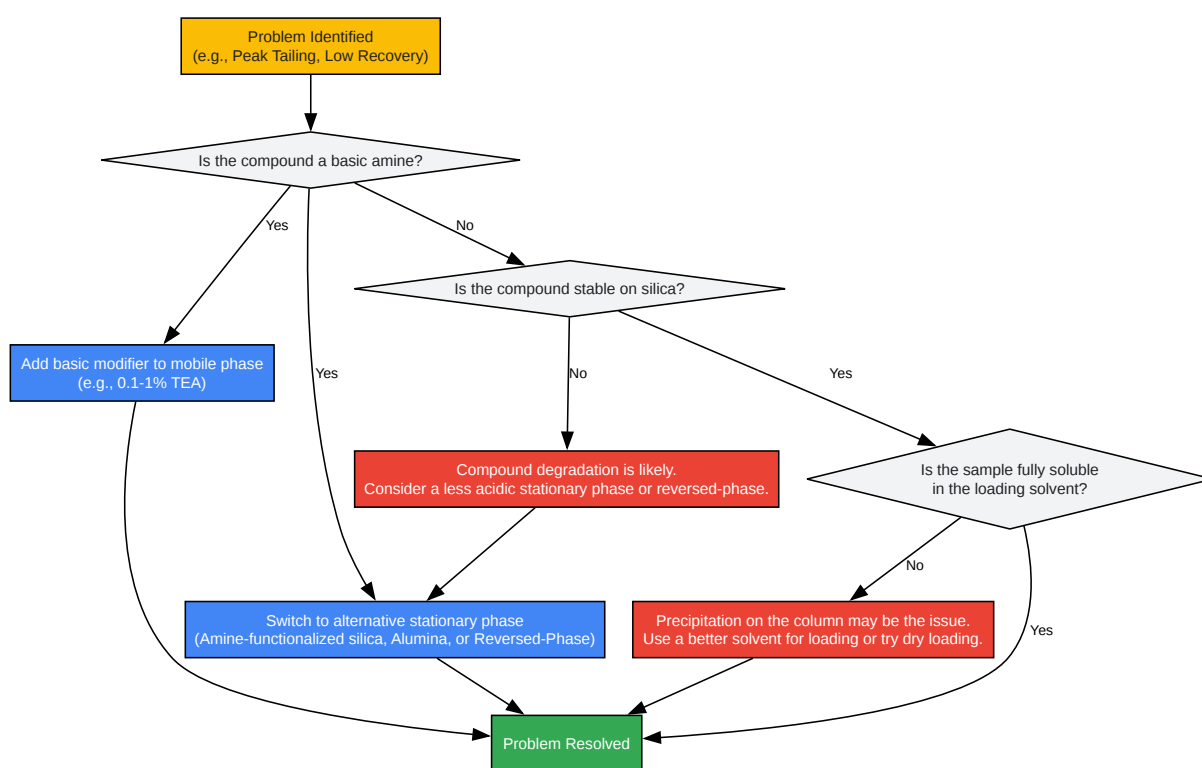 Problem Identified
(e.g., Peak Tailing, Low Recovery)
Is the compound a basic amine?
Yes
No
Is the compound stable on silica?
Add basic modifier to mobile phase
(e.g., 0.1-1% TEA)
Yes
No
Yes
Compound degradation is likely.
Consider a less acidic stationary phase or reversed-phase.
Is the sample fully soluble
in the loading solvent?
No
Switch to alternative stationary phase
(Amine-functionalized silica, Alumina, or Reversed-Phase)
Precipitation on the column may be the issue.
Use a better solvent for loading or try dry loading.
Yes
Problem Resolved